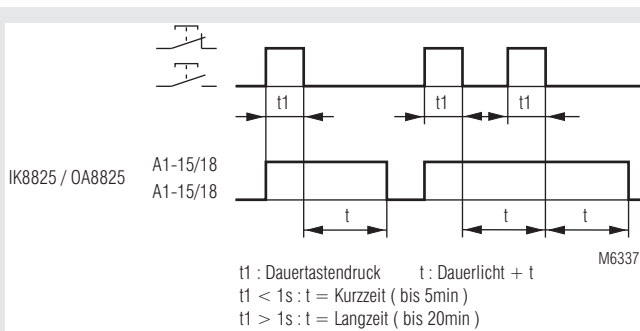 t1
t1
t1
IK8825 / OA8825
A1-15/18
A1-15/18
t
t
t
M6337
t1 : Dauertastendruck t : Dauerlicht + t
t1 < 1s : t = Kurzzeit ( bis 5min )
t1 > 1s : t = Langzeit ( bis 20min )